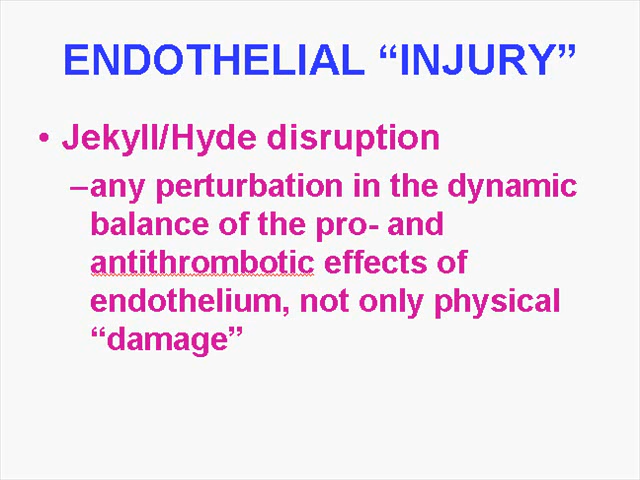 ENDOTHELIAL “INJURY”
• Jekyll/Hyde disruption
–any perturbation in the dynamic
balance of the pro- and
antithrombotic effects of
endothelium, not only physical
“damage”